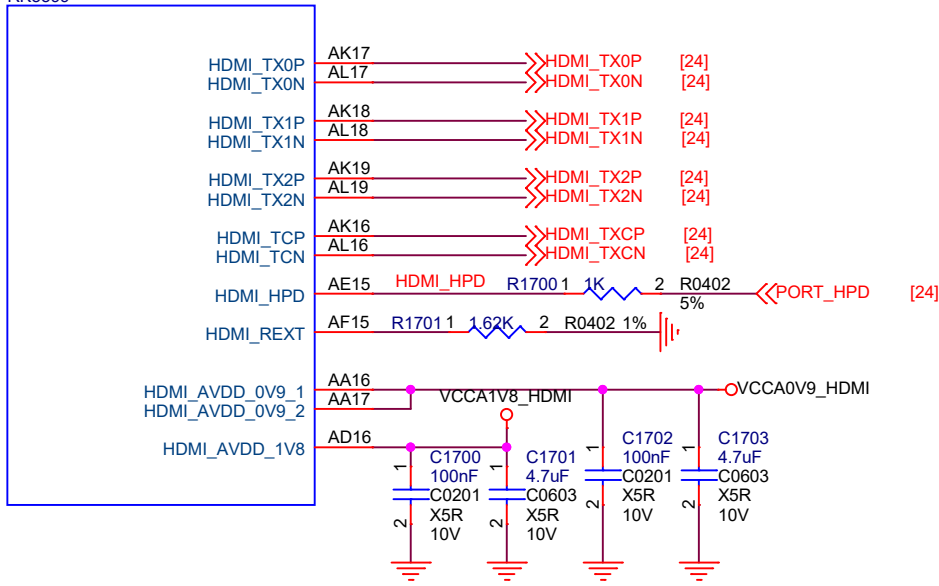 HDMI_TX0P AK17 HDMI_TX0P [24]
HDMI_TX0N AL17 HDMI_TX0N [24]
HDMI_TX1P AK18 HDMI_TX1P [24]
HDMI_TX1N AL18 HDMI_TX1N [24]
HDMI_TX2P AK19 HDMI_TX2P [24]
HDMI_TX2N AL19 HDMI_TX2N [24]
HDMI_TCP AK16 HDMI_TXCP [24]
HDMI_TCN AL16 HDMI_TXCN [24]
HDMI_HPD AE15 HDMI_HPD R1700 1 1K 2 R0402 PORT_HPD [24]
5%
HDMI_REXT AF15 R1701 1 1.62K 2 R0402 1%
HDMI_AVDD_0V9_1 AA16 VCCA0V9_HDMI
HDMI_AVDD_0V9_2 AA17 VCCA1V8_HDMI
HDMI_AVDD_1V8 AD16
1 C1700 1 C1701 1 C1702 1 C1703
100nF 4.7uF 100nF 4.7uF
C0201 C0603 C0201 C0603
2 X5R 2 X5R 2 X5R 2 X5R
10V 10V 10V 10V